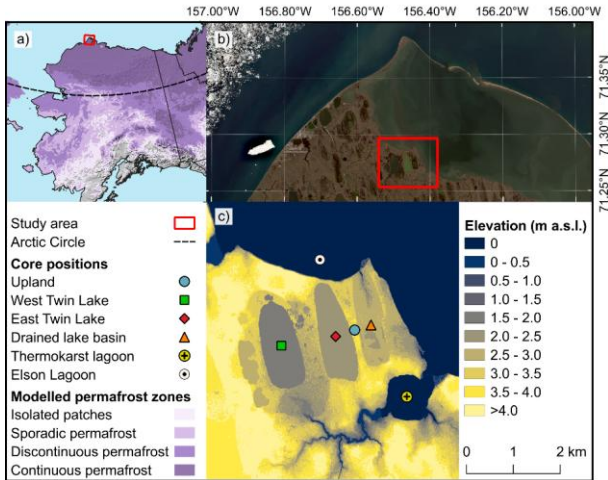 157.00°W 156.80°W 156.60°W 156.40°W 156.20°W 156.00°W
a)
b)
71.35°N
71.30°N
71.25°N
Study area
Arctic Circle
Core positions
Upland
West Twin Lake
East Twin Lake
Drained lake basin
Thermokarst lagoon
Elson Lagoon
Modelled permafrost zones
Isolated patches
Sporadic permafrost
Discontinuous permafrost
Continuous permafrost
c)
Elevation (m a.s.l.)
0
0 - 0.5
0.5 - 1.0
1.0 - 1.5
1.5 - 2.0
2.0 - 2.5
2.5 - 3.0
3.0 - 3.5
3.5 - 4.0
>4.0
0 1 2 km